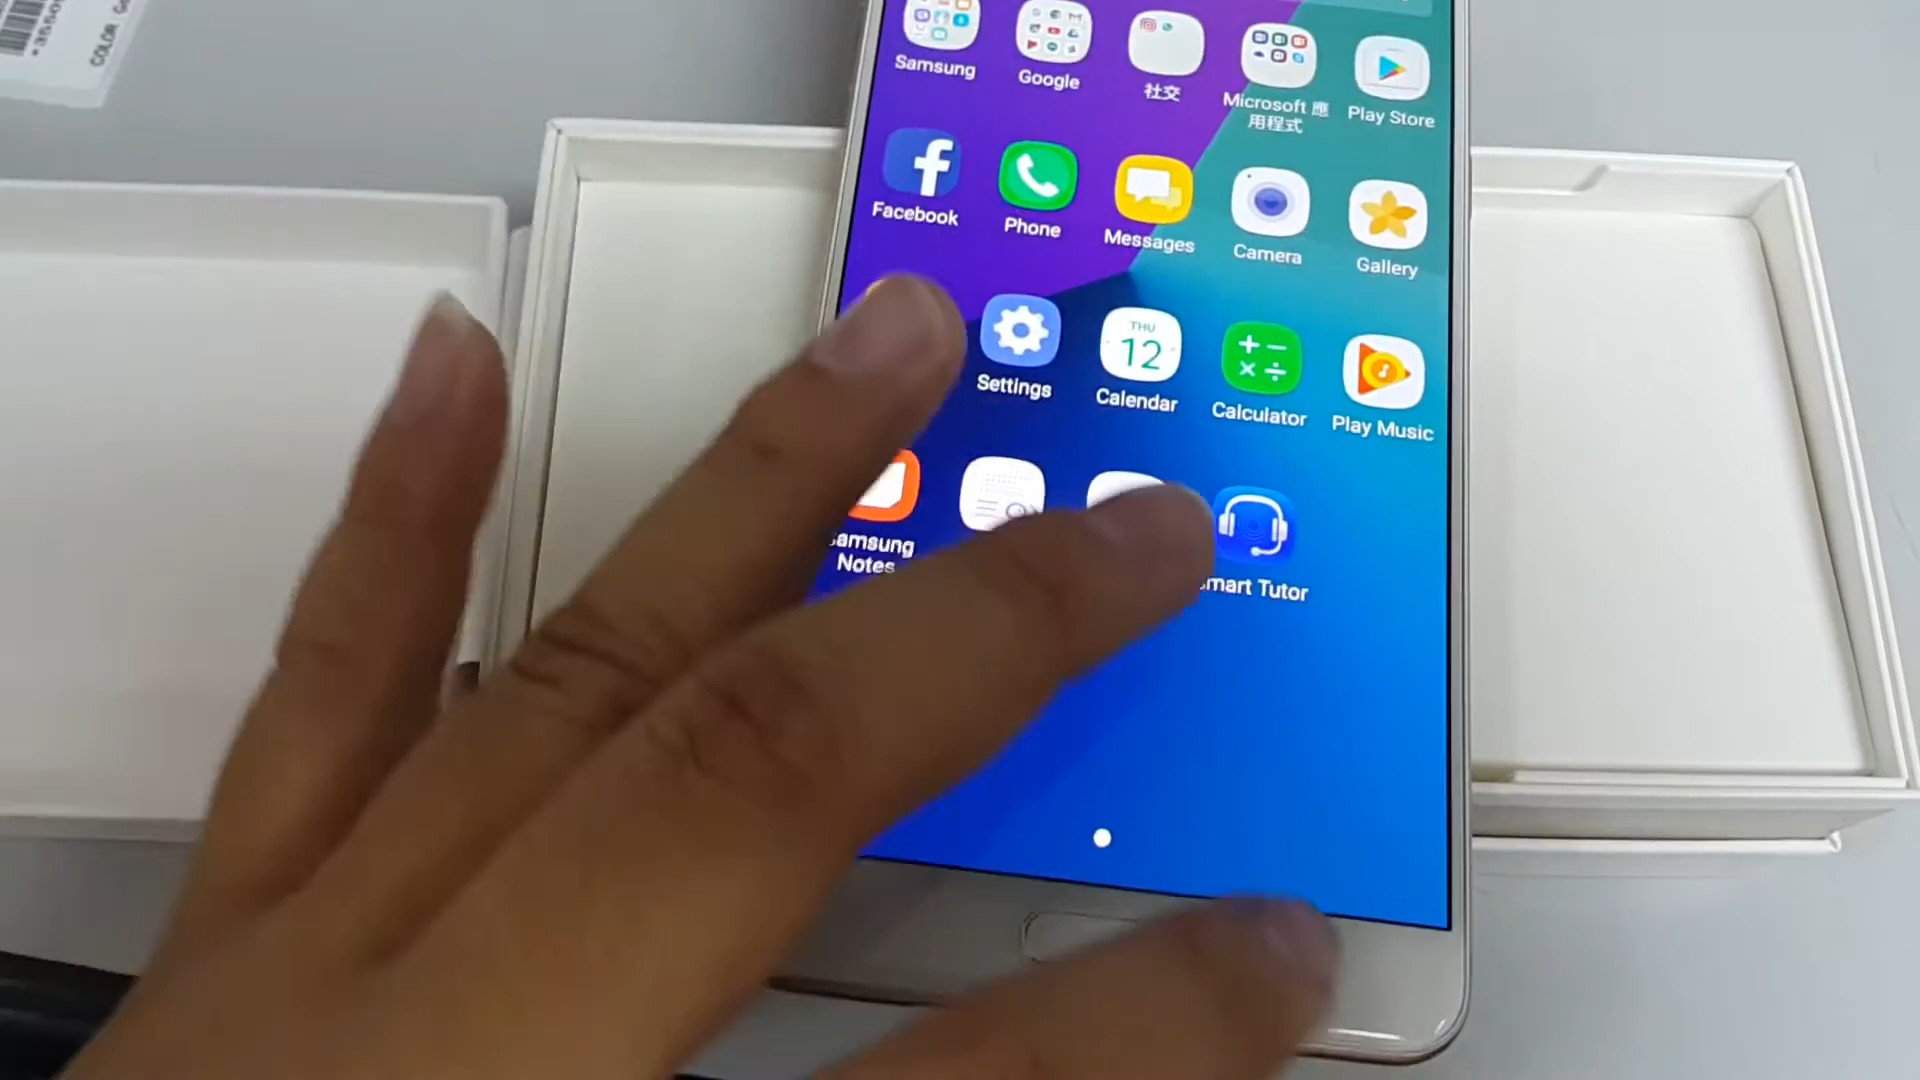 COLOR
Samsung
Google
社交
Microsoft 應
用程式
Play Store
Facebook
Phone
Messages
Camera
Gallery
Settings
THU
12
Calendar
Calculator
Play Music
amsung
Notes
mart Tutor